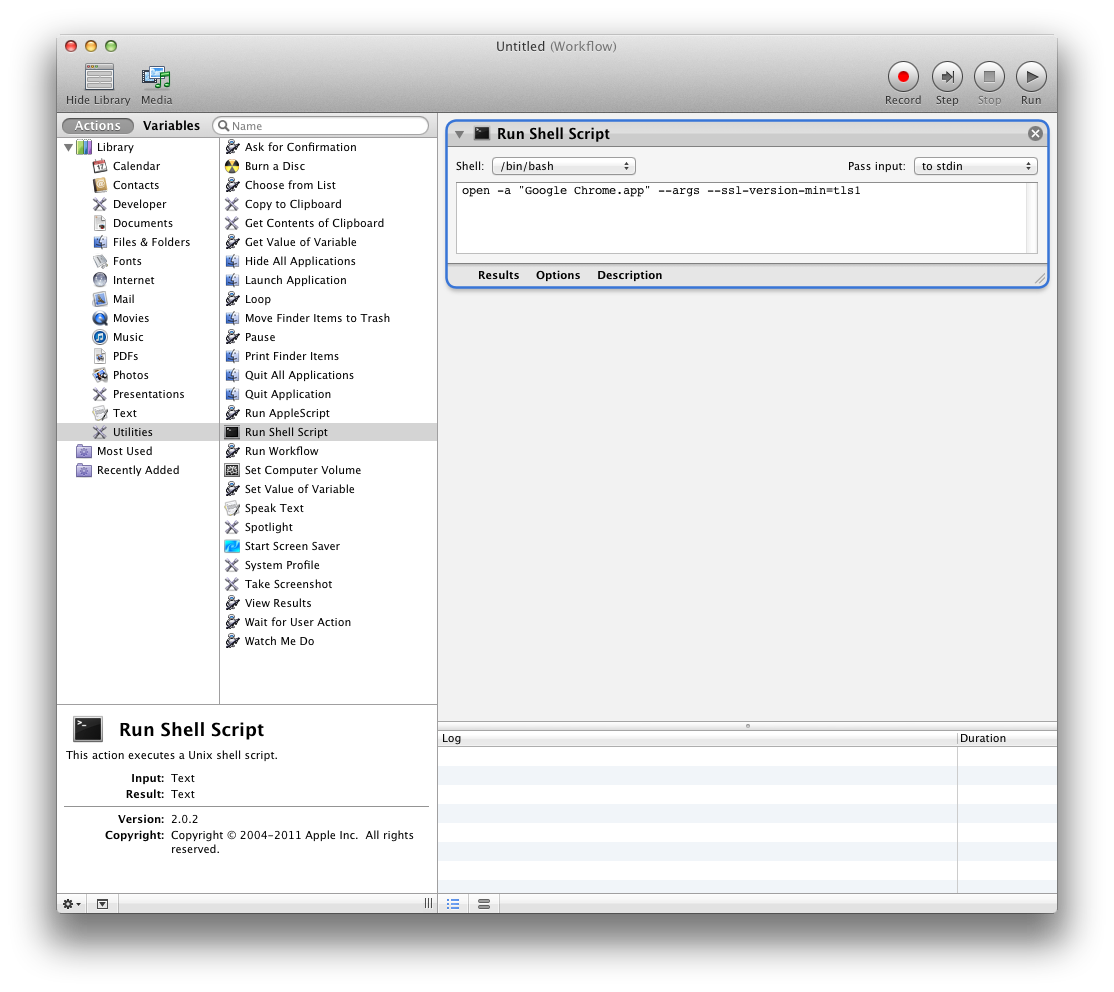 Untitled (Workflow)
Hide Library
Media
Record
Step
Stop
Run
Actions
Variables
Name
Library
Calendar
Contacts
Developer
Documents
Files & Folders
Fonts
Internet
Mail
Movies
Music
PDFs
Photos
Presentations
Text
Utilities
Most Used
Recently Added
Ask for Confirmation
Burn a Disc
Choose from List
Copy to Clipboard
Get Contents of Clipboard
Get Value of Variable
Hide All Applications
Launch Application
Loop
Move Finder Items to Trash
Pause
Print Finder Items
Quit All Applications
Quit Application
Run AppleScript
Run Shell Script
Run Workflow
Set Computer Volume
Set Value of Variable
Speak Text
Spotlight
Start Screen Saver
System Profile
Take Screenshot
View Results
Wait for User Action
Watch Me Do
Run Shell Script
This action executes a Unix shell script.
Input: Text
Result: Text
Version: 2.0.2
Copyright: Copyright © 2004-2011 Apple Inc. All rights
reserved.
Run Shell Script
Shell: /bin/bash
Pass input: to stdin
open -a "Google Chrome.app" --args --ssl-version-min=tls1
Results Options Description
Log Duration